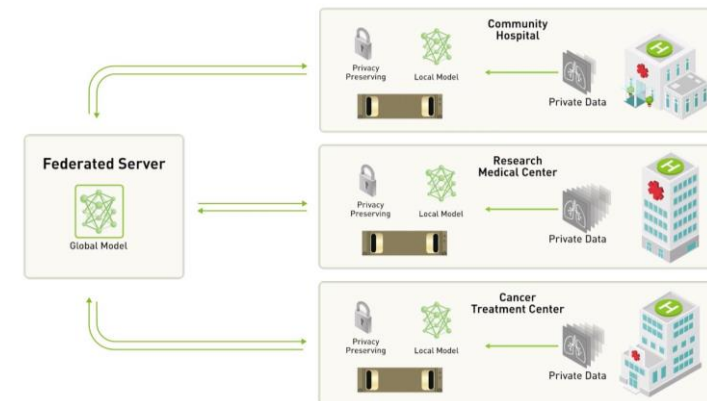 Community
Hospital
Privacy
Preserving
Local Model
Private Data
H
Federated Server
Global Model
Research
Medical Center
Privacy
Preserving
Local Model
Private Data
H
Cancer
Treatment Center
Privacy
Preserving
Local Model
Private Data
H